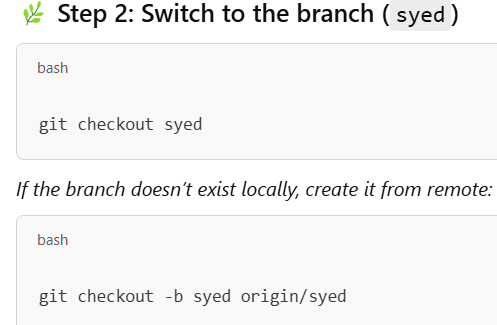 🌿 Step 2: Switch to the branch (syed)
bash
git checkout syed
If the branch doesn’t exist locally, create it from remote:
bash
git checkout -b syed origin/syed